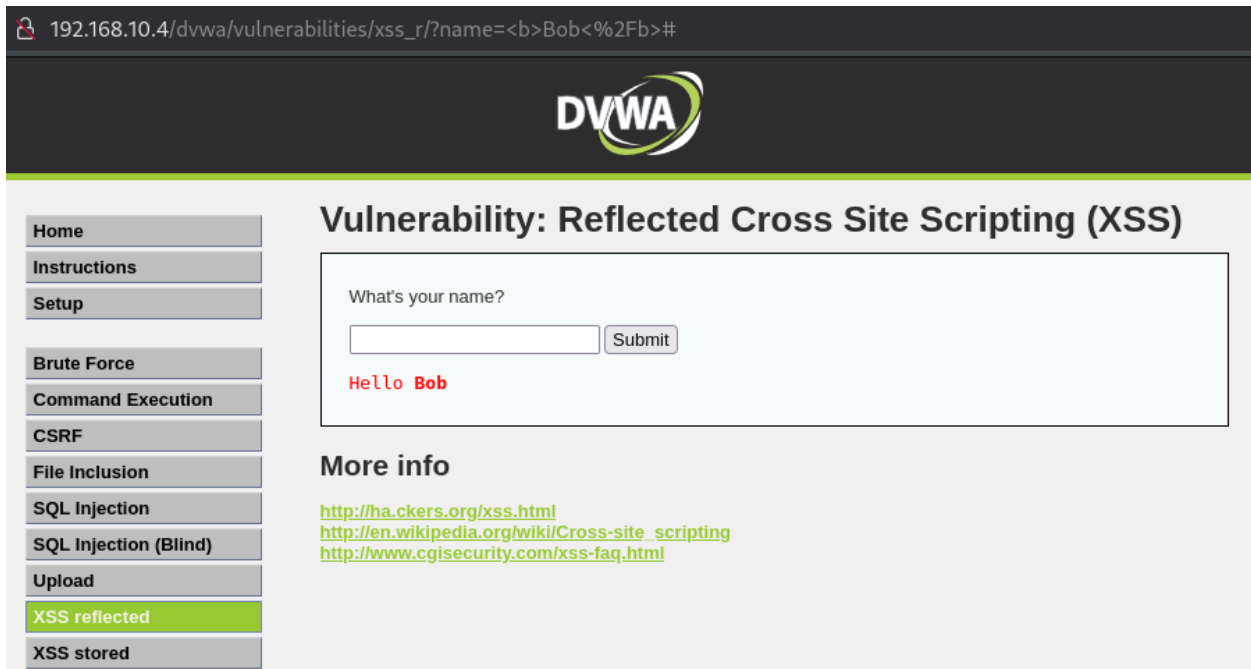 192.168.10.4/dvwa/vulnerabilities/xss_r/?name=<b>Bob<%2Fb>#
DVWA
Home
Instructions
Setup
Brute Force
Command Execution
CSRF
File Inclusion
SQL Injection
SQL Injection (Blind)
Upload
XSS reflected
XSS stored
Vulnerability: Reflected Cross Site Scripting (XSS)
What's your name?
Submit
Hello Bob
More info
http://ha.ckers.org/xss.html
http://en.wikipedia.org/wiki/Cross-site_scripting
http://www.cgisecurity.com/xss-faq.html